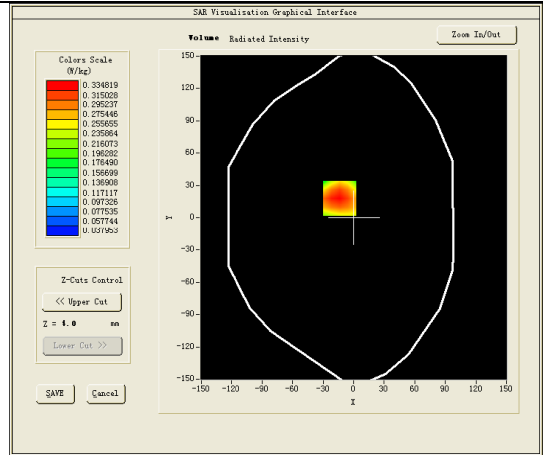 SAR Visualisation Graphical Interface
Volume Radiated Intensity
Zoom In/Out
Colors Scale
(W/kg)
0.334819
0.315028
0.295237
0.275446
0.255655
0.235864
0.216073
0.196282
0.176490
0.156699
0.136908
0.117117
0.097326
0.077535
0.057744
0.037953
Z-Cuts Control
<< Upper Cut
Z = 4.0 mm
Lower Cut >>
SAVE
Cancel
150
120
90
60
30
0
-30
-60
-90
-120
-150
Y
-150 -120 -90 -60 -30 0 30 60 90 120 150
X